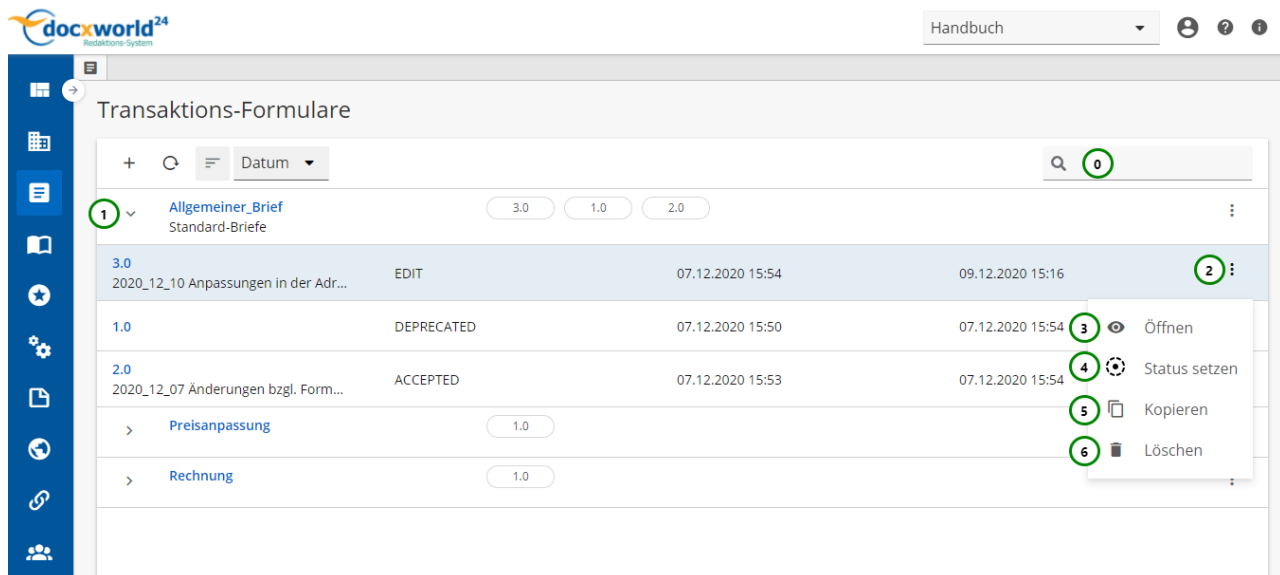 docxworld24
Redaktions-System
Handbuch
Transaktions-Formulare
Datum
0
1
Allgemeiner_Brief
3.0 1.0 2.0
Standard-Briefe
3.0
2020_12_10 Anpassungen in der Adr...
EDIT 07.12.2020 15:54 09.12.2020 15:16
2
1.0 DEPRECATED 07.12.2020 15:50 07.12.2020 15:54
3 Öffnen
2.0
2020_12_07 Änderungen bzgl. Form...
ACCEPTED 07.12.2020 15:53 07.12.2020 15:54
4 Status setzen
5 Kopieren
Preisanpassung 1.0
6 Löschen
Rechnung 1.0